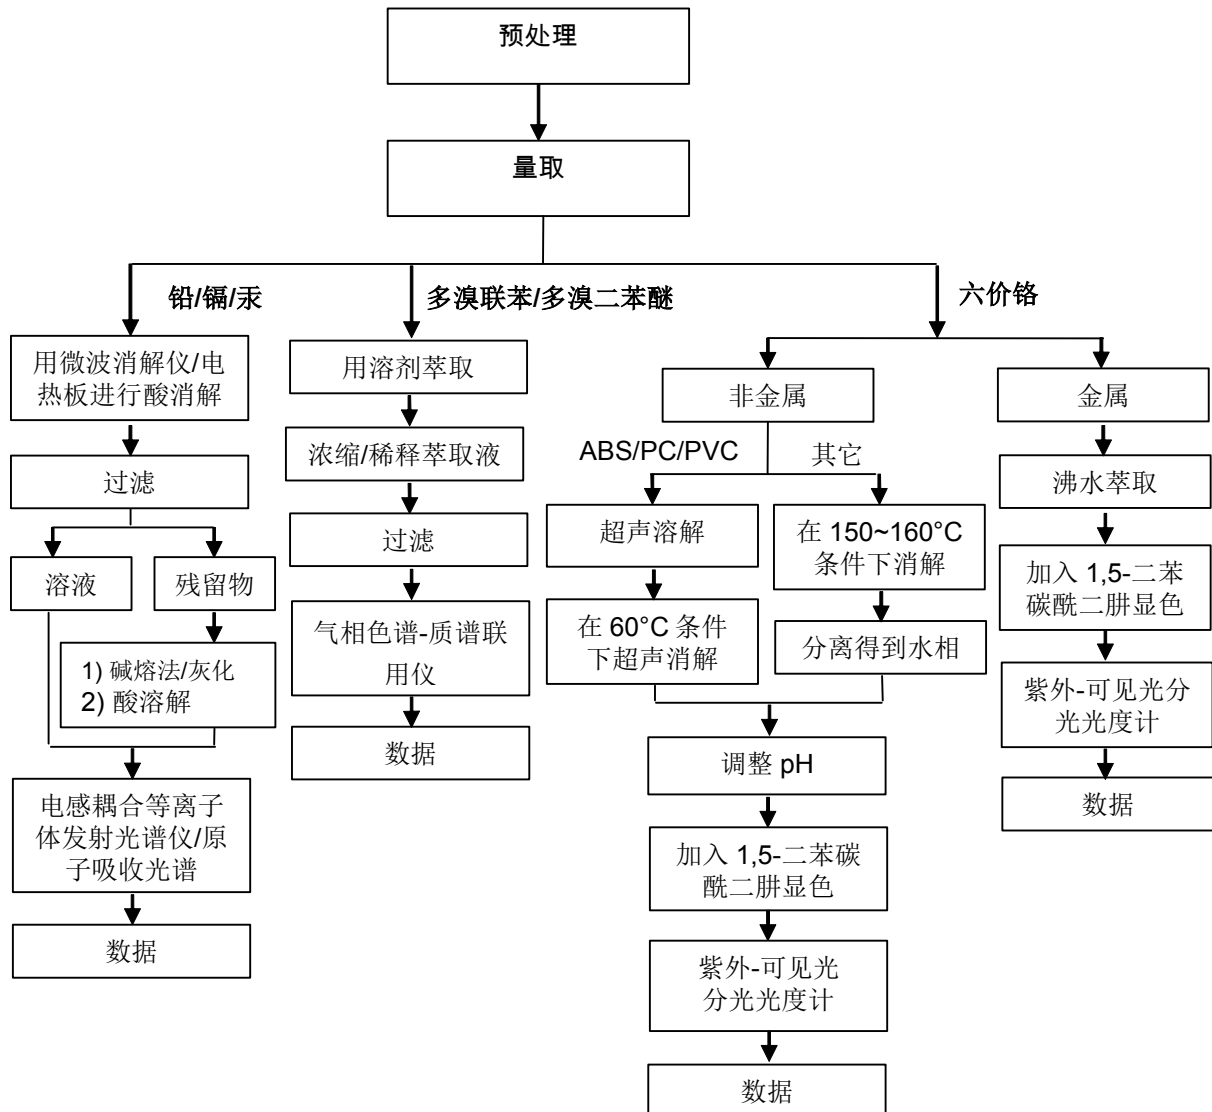 预处理
量取
铅/镉/汞
多溴联苯/多溴二苯醚
六价铬
用微波消解仪/电
热板进行酸消解
过滤
溶液
残留物
1) 碱熔法/灰化
2) 酸溶解
电感耦合等离子
体发射光谱仪/原
子吸收光谱
数据
用溶剂萃取
浓缩/稀释萃取液
过滤
气相色谱-质谱联
用仪
数据
非金属
ABS/PC/PVC
其它
超声溶解
在 60°C 条件
下超声消解
在 150~160°C
条件下消解
分离得到水相
调整 pH
加入 1,5-二苯碳
酰二肼显色
紫外-可见光
分光光度计
数据
金属
沸水萃取
加入 1,5-二苯
碳酰二肼显色
紫外-可见光分
光光度计
数据